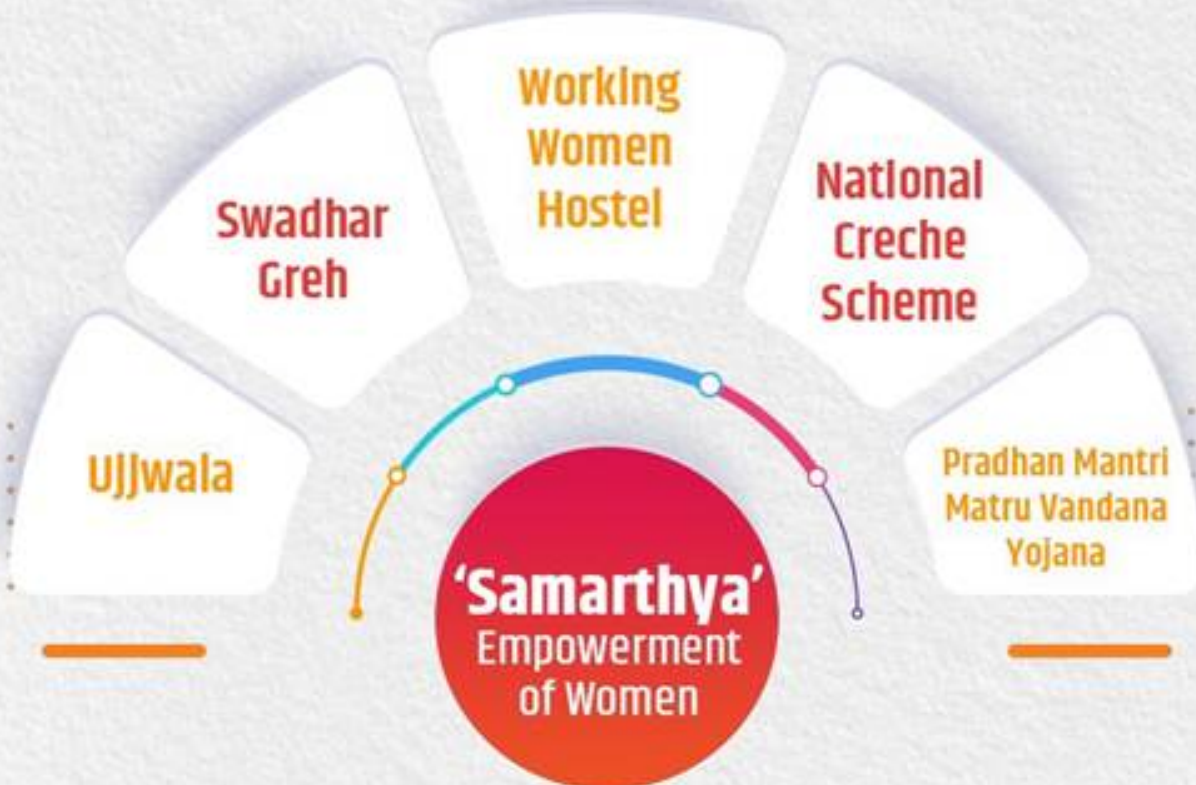 Ujjwala
Swadhar
Greh
Working
Women
Hostel
National
Creche
Scheme
Pradhan Mantri
Matru Vandana
Yojana
‘Samarthya’
Empowerment
of Women